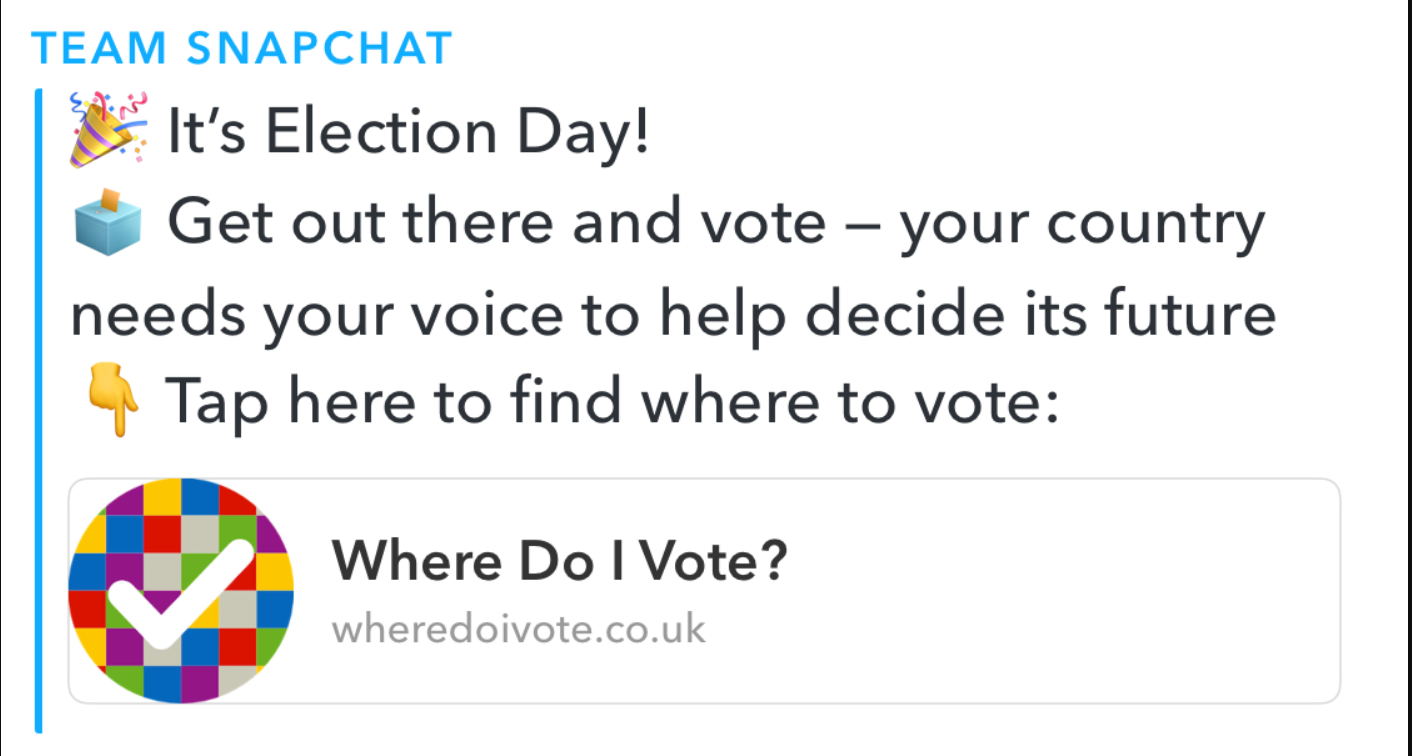 TEAM SNAPCHAT
🎉 It’s Election Day!
🗳️ Get out there and vote – your country
needs your voice to help decide its future
👇 Tap here to find where to vote:
Where Do I Vote?
wheredoivote.co.uk